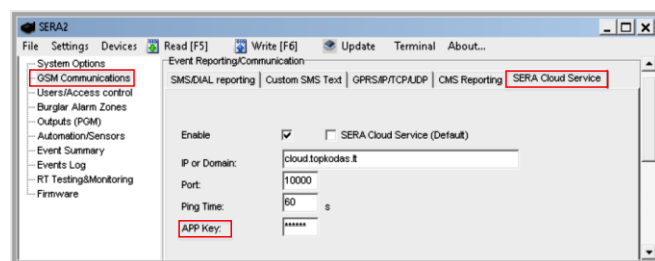 SERA2
File Settings Devices Read [F5] Write [F6] Update Terminal About...
System Options
GSM Communications
Users/Access control
Burglar Alarm Zones
Outputs (PGM)
Automation/Sensors
Event Summary
Events Log
RT Testing&Monitoring
Firmware
Event Reporting/Communication
SMS/DIAL reporting Custom SMS Text GPRS/IP/TCP/UDP CMS Reporting SERA Cloud Service
Enable SERA Cloud Service (Default)
IP or Domain: cloud.topkodas.lt
Port: 10000
Ping Time: 60 s
APP Key: ******